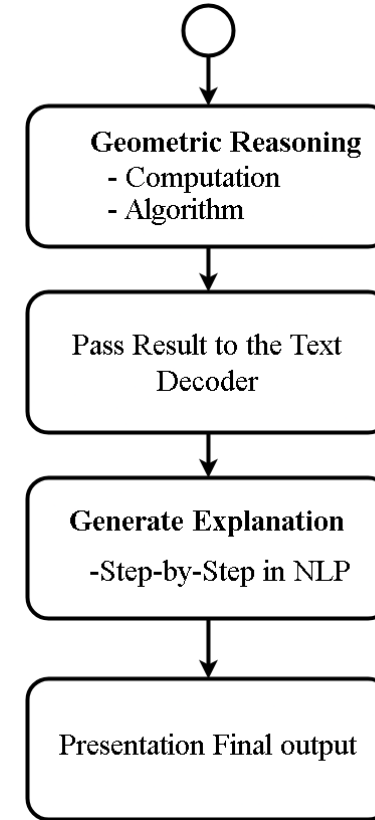 Geometric Reasoning
- Computation
- Algorithm
Pass Result to the Text
Decoder
Generate Explanation
-Step-by-Step in NLP
Presentation Final output